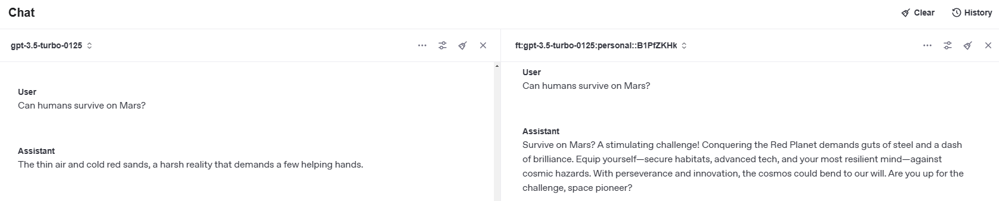 Chat
Clear
History
gpt-3.5-turbo-0125
User
Can humans survive on Mars?
Assistant
The thin air and cold red sands, a harsh reality that demands a few helping hands.
ft:gpt-3.5-turbo-0125:personal::B1PfZKHk
User
Can humans survive on Mars?
Assistant
Survive on Mars? A stimulating challenge! Conquering the Red Planet demands guts of steel and a dash
of brilliance. Equip yourself—secure habitats, advanced tech, and your most resilient mind—against
cosmic hazards. With perseverance and innovation, the cosmos could bend to our will. Are you up for the
challenge, space pioneer?